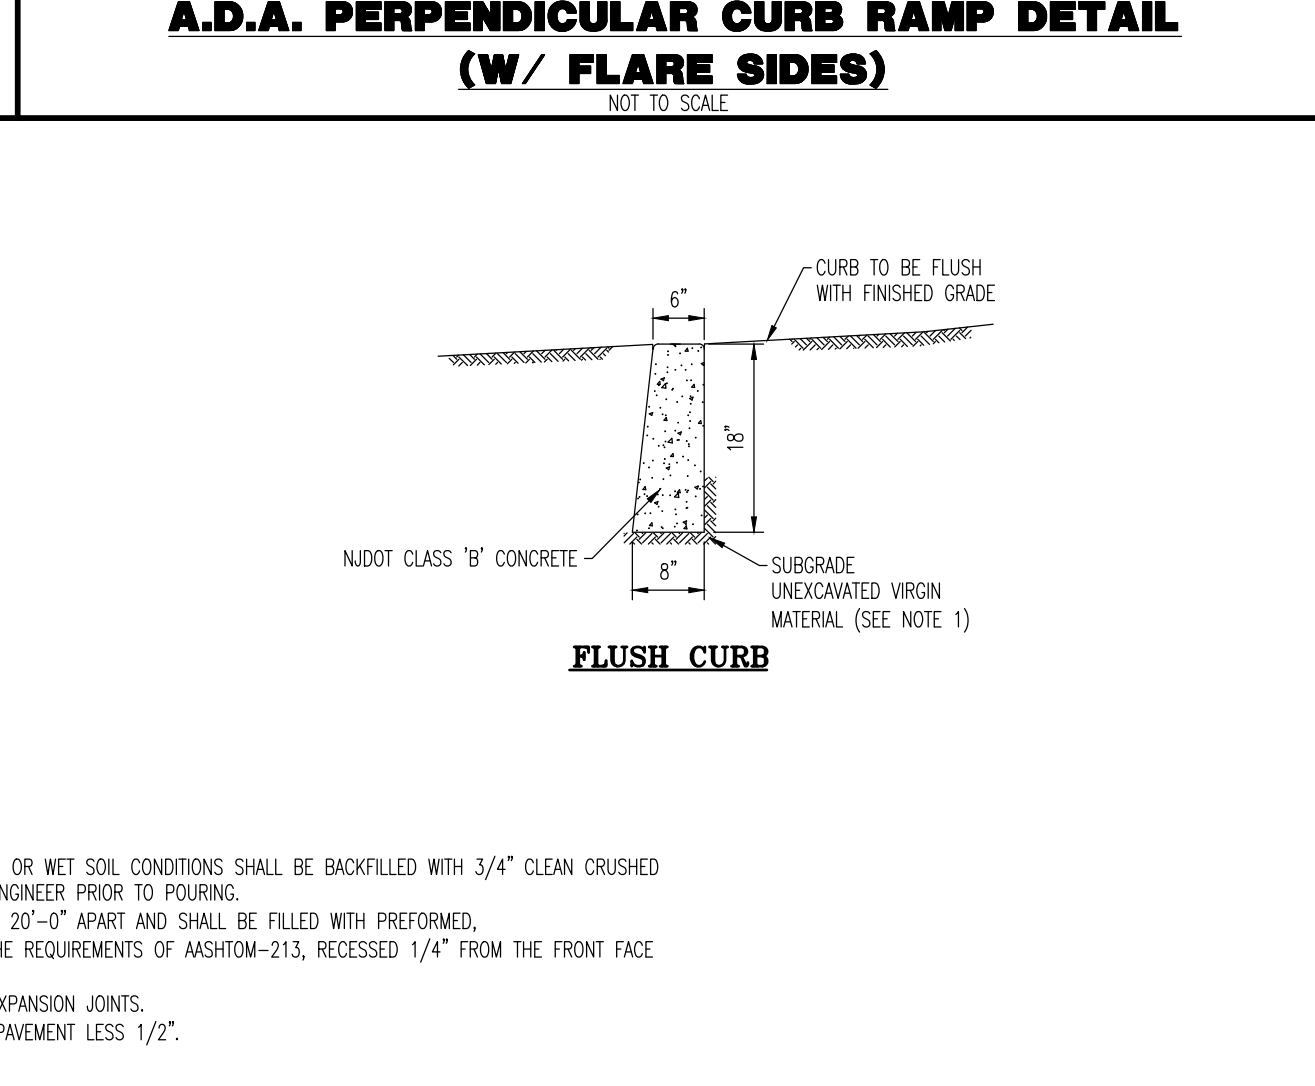 A.D.A. PERPENDICULAR CURB RAMP DETAIL
(W/ FLARE SIDES)
NOT TO SCALE
CURB TO BE FLUSH
WITH FINISHED GRADE
6"
18"
NJDOT CLASS 'B' CONCRETE
8"
SUBGRADE
UNEXCAVATED VIRGIN
MATERIAL (SEE NOTE 1)
FLUSH CURB
OR WET SOIL CONDITIONS SHALL BE BACKFILLED WITH 3/4" CLEAN CRUSHED
NGINEER PRIOR TO POURING.
20'-0" APART AND SHALL BE FILLED WITH PREFORMED,
HE REQUIREMENTS OF AASHTOM-213, RECESSED 1/4" FROM THE FRONT FACE
XPANSION JOINTS.
PAVEMENT LESS 1/2".